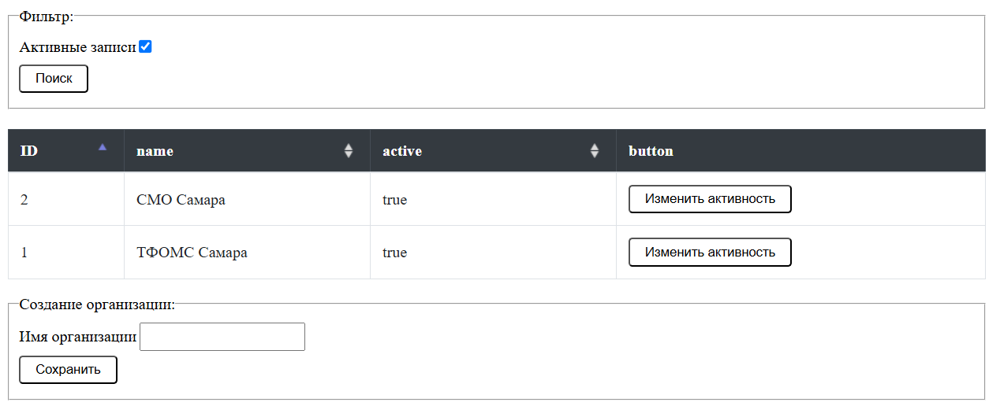 Фильтр:
Активные записи
Поиск
ID name active button
2 СМО Самара true Изменить активность
1 ТФОМС Самара true Изменить активность
Создание организации:
Имя организации
Сохранить